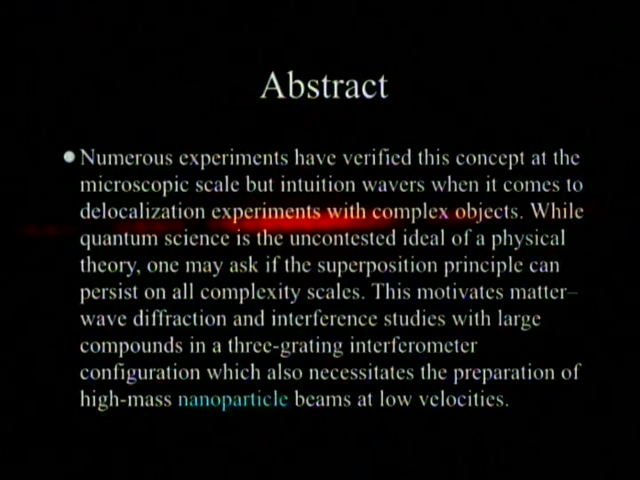 Abstract
Numerous experiments have verified this concept at the
microscopic scale but intuition wavers when it comes to
delocalization experiments with complex objects. While
quantum science is the uncontested ideal of a physical
theory, one may ask if the superposition principle can
persist on all complexity scales. This motivates matter–
wave diffraction and interference studies with large
compounds in a three-grating interferometer
configuration which also necessitates the preparation of
high-mass nanoparticle beams at low velocities.